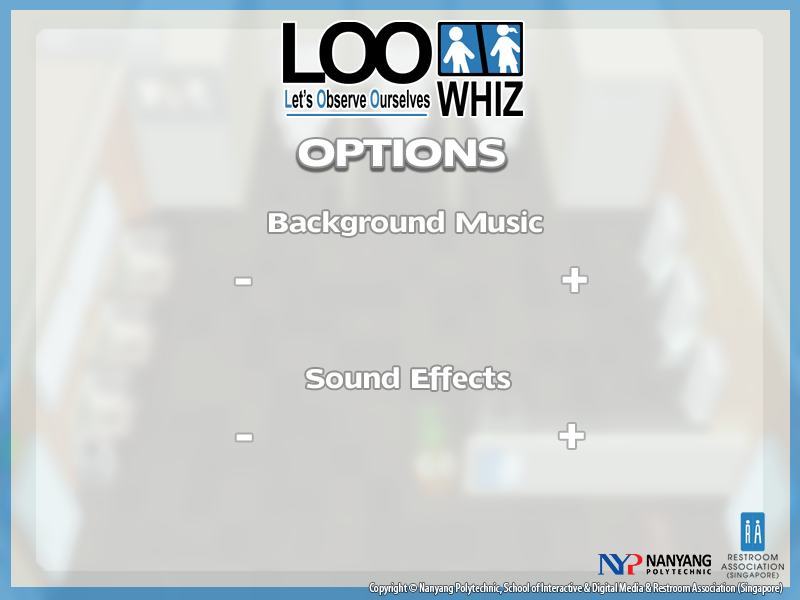 LOO
Let's Observe Ourselves
WHIZ
OPTIONS
Background Music
- +
Sound Effects
- +
NYP NANYANG
POLYTECHNIC
RA
RESTROOM
ASSOCIATION
(SINGAPORE)
Copyright © Nanyang Polytechnic, School of Interactive & Digital Media & Restroom Association (Singapore)